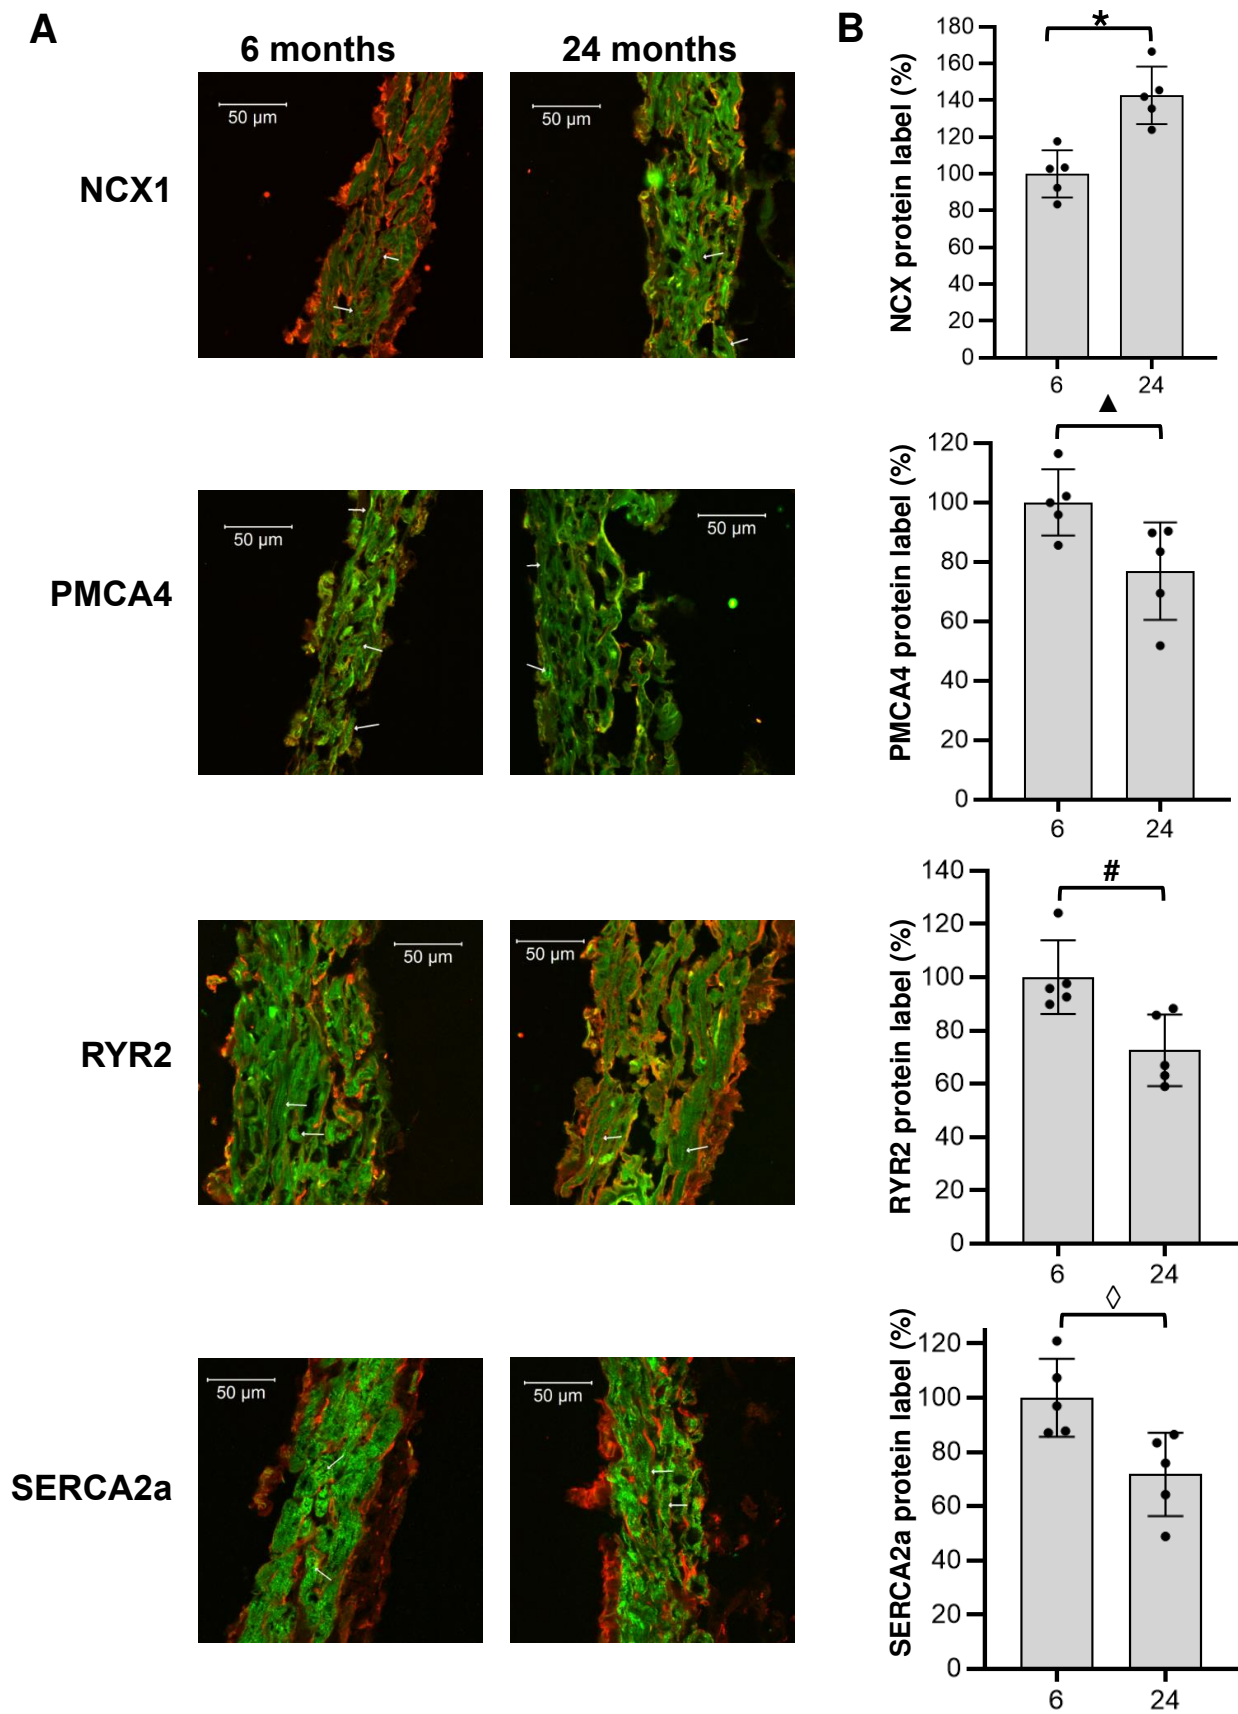 A
6 months
24 months
B
NCX1
50 µm
50 µm
NCX protein label (%)
180
160
140
120
100
80
60
40
20
0
*
6
24
PMCA4
50 µm
50 µm
PMCA4 protein label (%)
120
100
80
60
40
20
0
▲
6
24
RYR2
50 µm
50 µm
RYR2 protein label (%)
140
120
100
80
60
40
20
0
#
6
24
SERCA2a
50 µm
50 µm
SERCA2a protein label (%)
120
100
80
60
40
20
0
◊
6
24